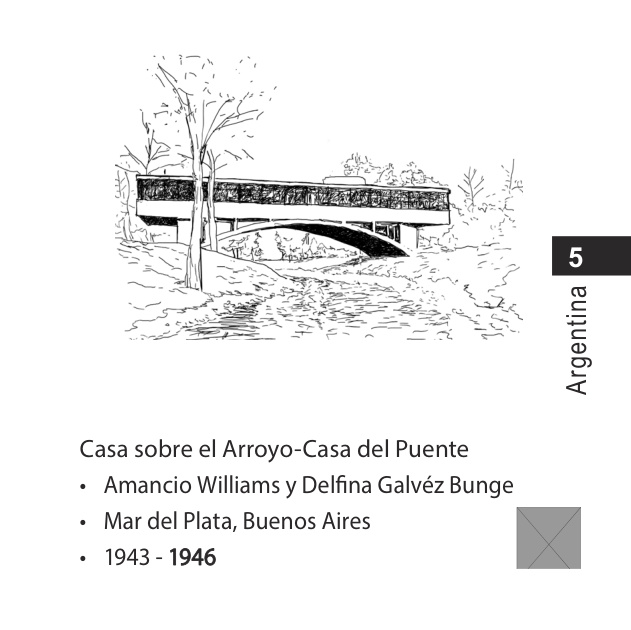 5
Argentina
Casa sobre el Arroyo-Casa del Puente
• Amancio Williams y Delfina Galvéz Bunge
• Mar del Plata, Buenos Aires
• 1943 - 1946